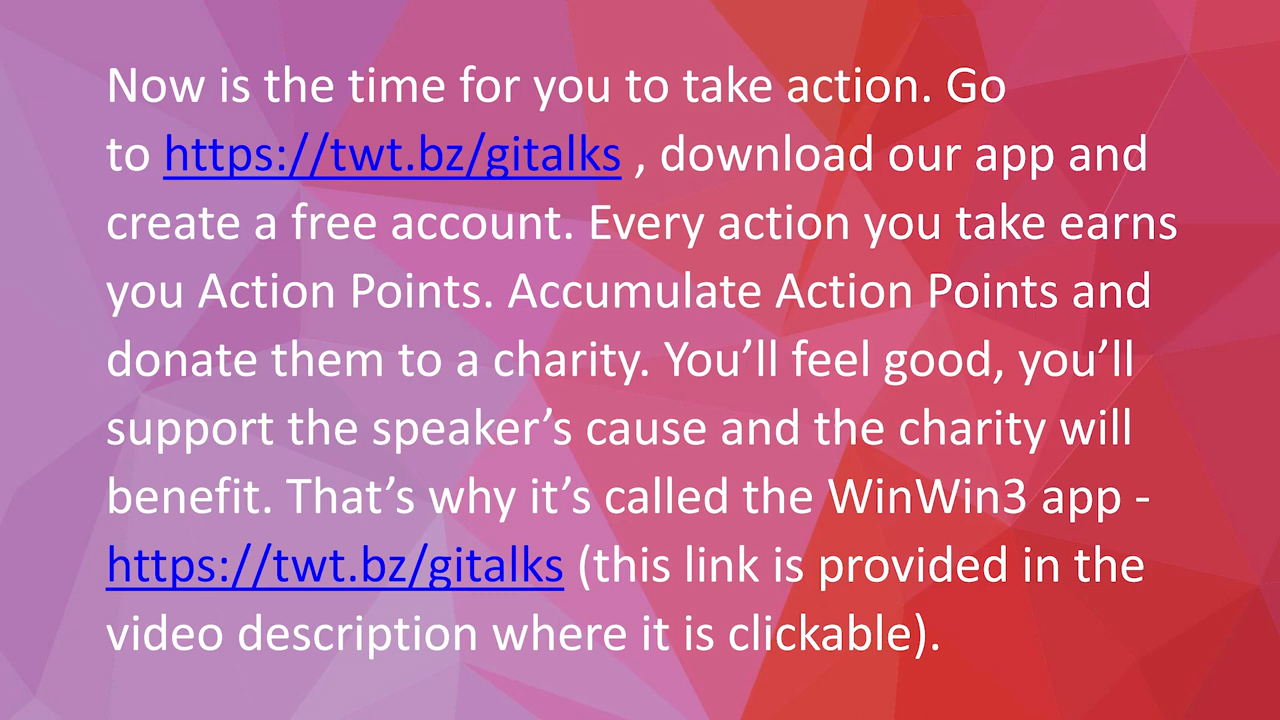 Now is the time for you to take action. Go
to https://twt.bz/gitalks , download our app and
create a free account. Every action you take earns
you Action Points. Accumulate Action Points and
donate them to a charity. You’ll feel good, you’ll
support the speaker’s cause and the charity will
benefit. That’s why it’s called the WinWin3 app -
https://twt.bz/gitalks (this link is provided in the
video description where it is clickable).